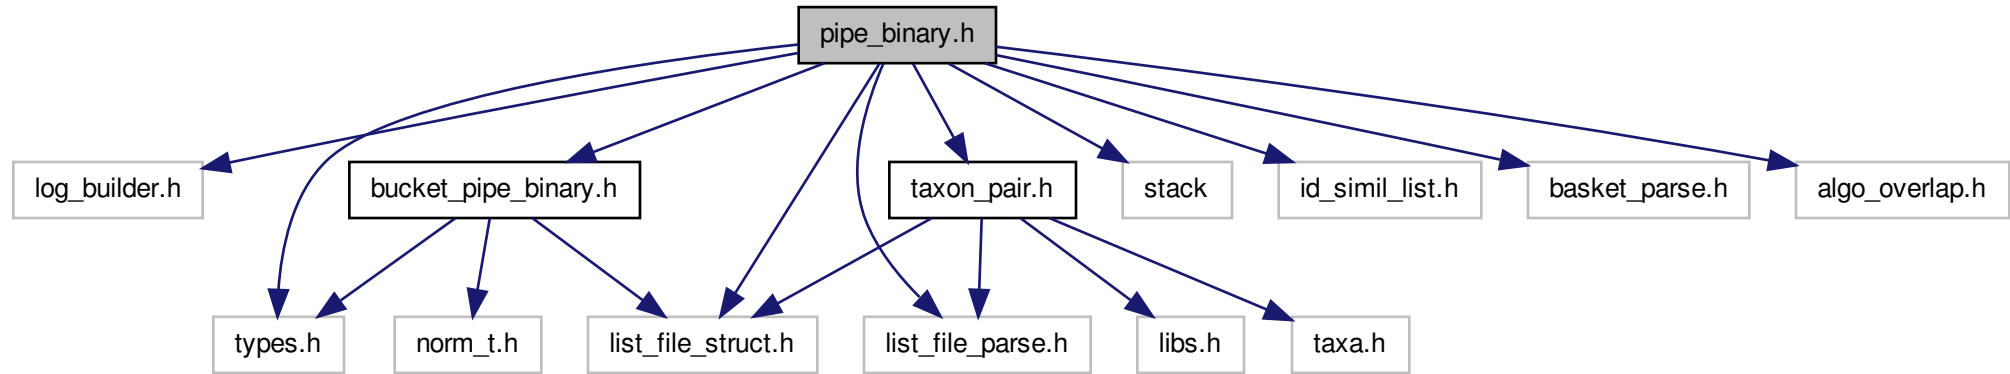 pipe_binary.h
log_builder.h
bucket_pipe_binary.h
taxon_pair.h
stack
id_simil_list.h
basket_parse.h
algo_overlap.h
types.h
norm_t.h
list_file_struct.h
list_file_parse.h
libs.h
taxa.h